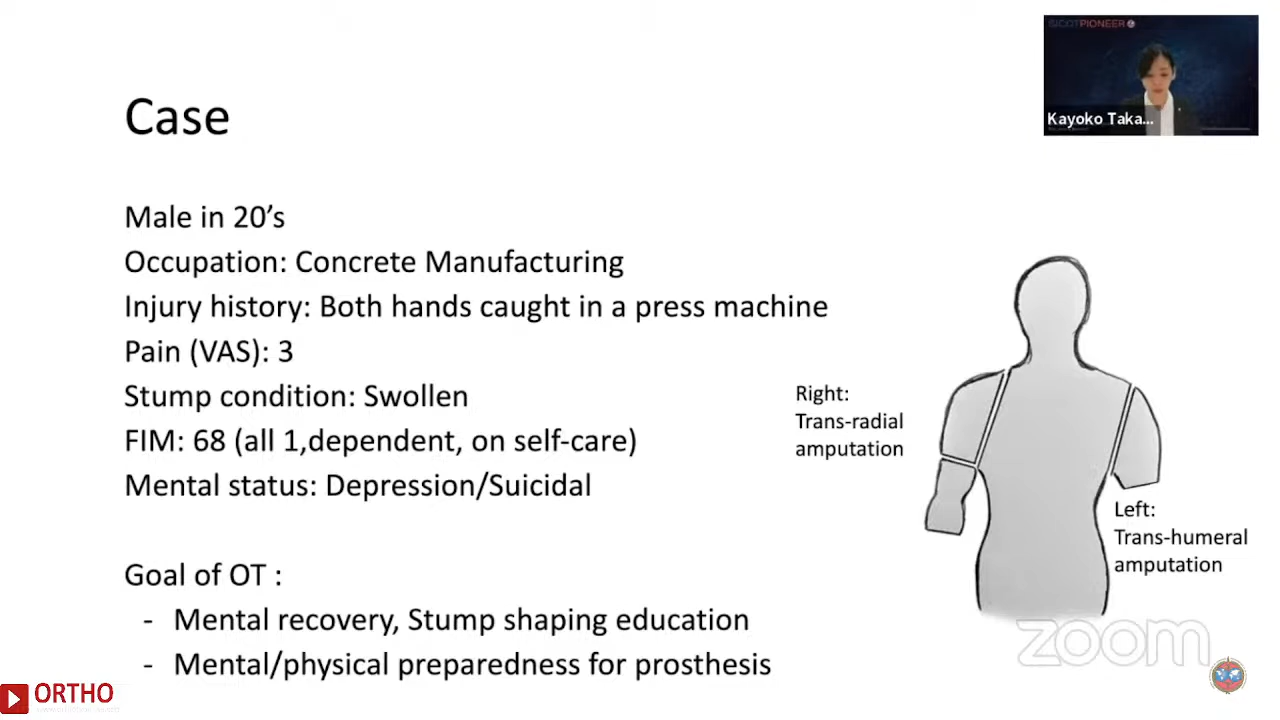 SICOTPIONEER
Kayoko Taka...
Case
Male in 20's
Occupation: Concrete Manufacturing
Injury history: Both hands caught in a press machine
Pain (VAS): 3
Stump condition: Swollen
FIM: 68 (all 1,dependent, on self-care)
Mental status: Depression/Suicidal
Goal of OT :
- Mental recovery, Stump shaping education
- Mental/physical preparedness for prosthesis
Right:
Trans-radial
amputation
Left:
Trans-humeral
amputation
zoom
ORTHO